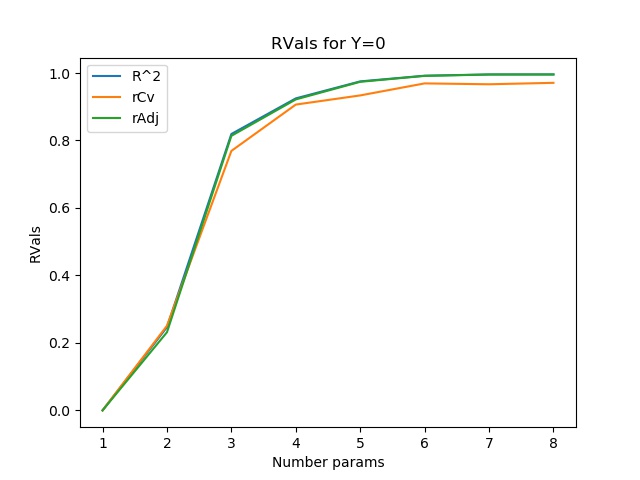 RVals for Y=0
R^2
rCv
rAdj
RVals
1.0
0.8
0.6
0.4
0.2
0.0
1 2 3 4 5 6 7 8
Number params